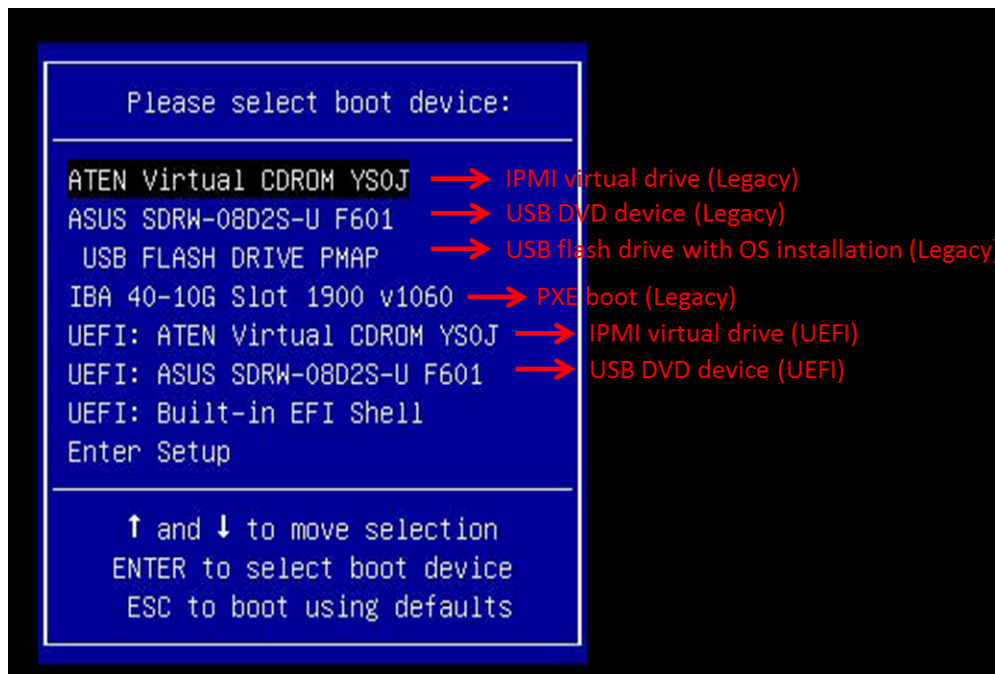 Please select boot device:
ATEN Virtual CDROM YS0J IPMI virtual drive (Legacy)
ASUS SDRW-08D2S-U F601 USB DVD device (Legacy)
USB FLASH DRIVE PMAP USB flash drive with OS installation (Legacy)
IBA 40-10G Slot 1900 v1060 PXE boot (Legacy)
UEFI: ATEN Virtual CDROM YS0J IPMI virtual drive (UEFI)
UEFI: ASUS SDRW-08D2S-U F601 USB DVD device (UEFI)
UEFI: Built-in EFI Shell
Enter Setup
↑ and ↓ to move selection
ENTER to select boot device
ESC to boot using defaults